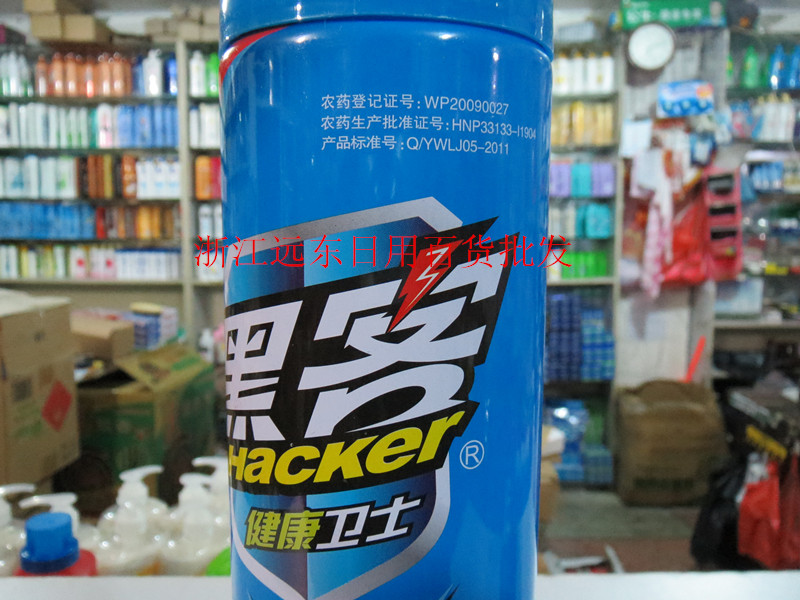 农药登记证号:WP20090027
农药生产批准证号:HNP33133-I1904
产品标准号:Q/YWLJ05-2011
浙江远东日用百货批发
黑客
Hacker®
健康卫士